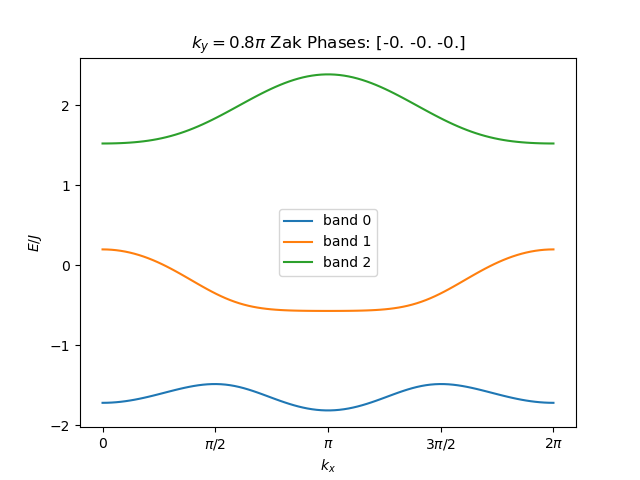 $k_y = 0.8\pi$ Zak Phases: [-0. -0. -0.]
E/J
2
1
0
−1
−2
band 0
band 1
band 2
0
π/2
π
3π/2
2π
$k_x$